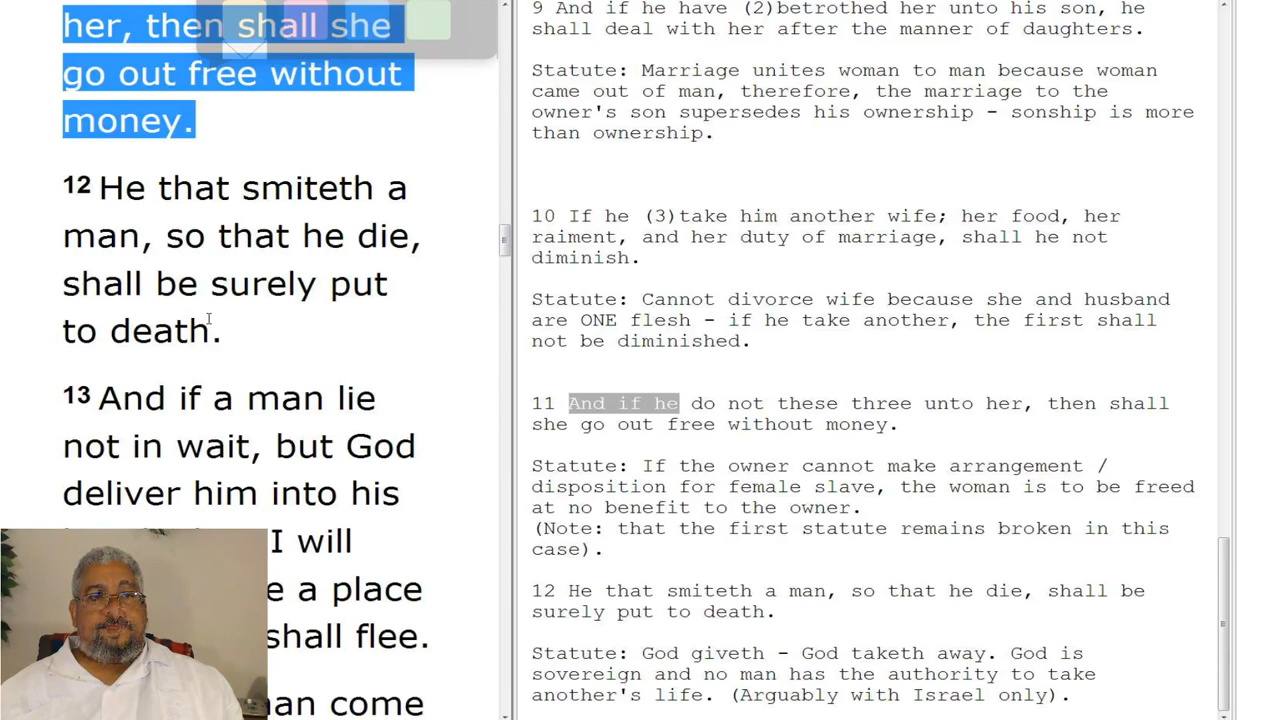 her, then shall she
go out free without
money.
12 He that smiteth a
man, so that he die,
shall be surely put
to death.
13 And if a man lie
not in wait, but God
deliver him into his
I will
e a place
shall flee.
an come
9 And if he have (2)betrothed her unto his son, he
shall deal with her after the manner of daughters.
Statute: Marriage unites woman to man because woman
came out of man, therefore, the marriage to the
owner's son supersedes his ownership - sonship is more
than ownership.
10 If he (3)take him another wife; her food, her
raiment, and her duty of marriage, shall he not
diminish.
Statute: Cannot divorce wife because she and husband
are ONE flesh - if he take another, the first shall
not be diminished.
11 And if he do not these three unto her, then shall
she go out free without money.
Statute: If the owner cannot make arrangement /
disposition for female slave, the woman is to be freed
at no benefit to the owner.
(Note: that the first statute remains broken in this
case).
12 He that smiteth a man, so that he die, shall be
surely put to death.
Statute: God giveth - God taketh away. God is
sovereign and no man has the authority to take
another's life. (Arguably with Israel only).